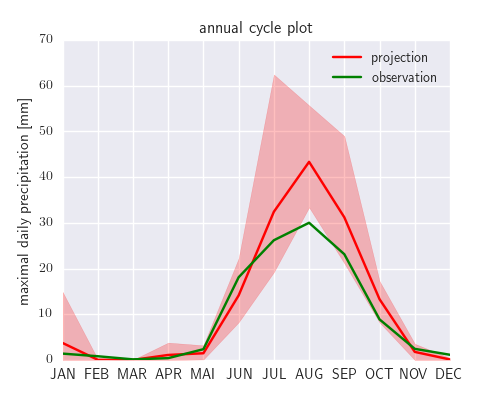 annual cycle plot
maximal daily precipitation [mm]
70
60
50
40
30
20
10
0
projection
observation
JAN FEB MAR APR MAI JUN JUL AUG SEP OCT NOV DEC